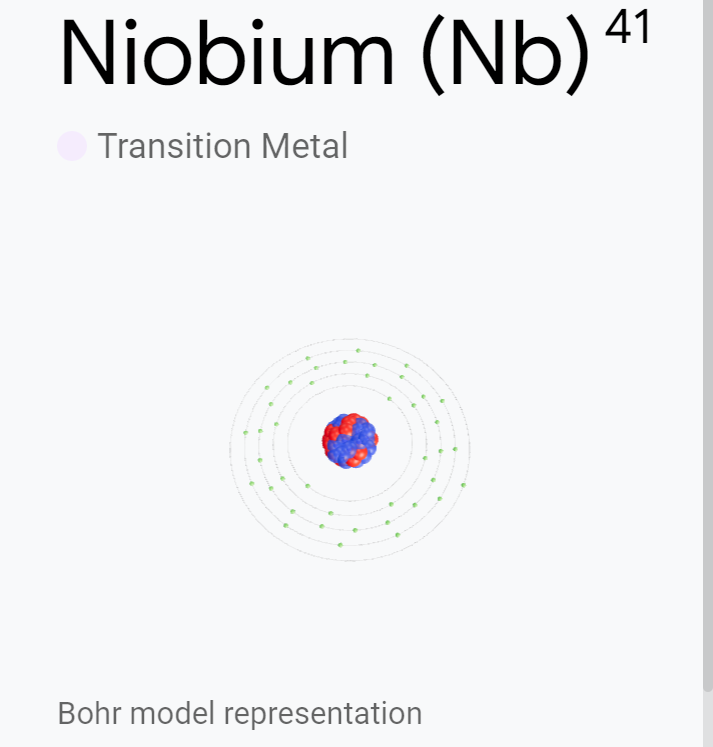 Niobium (Nb) 41
Transition Metal
Bohr model representation